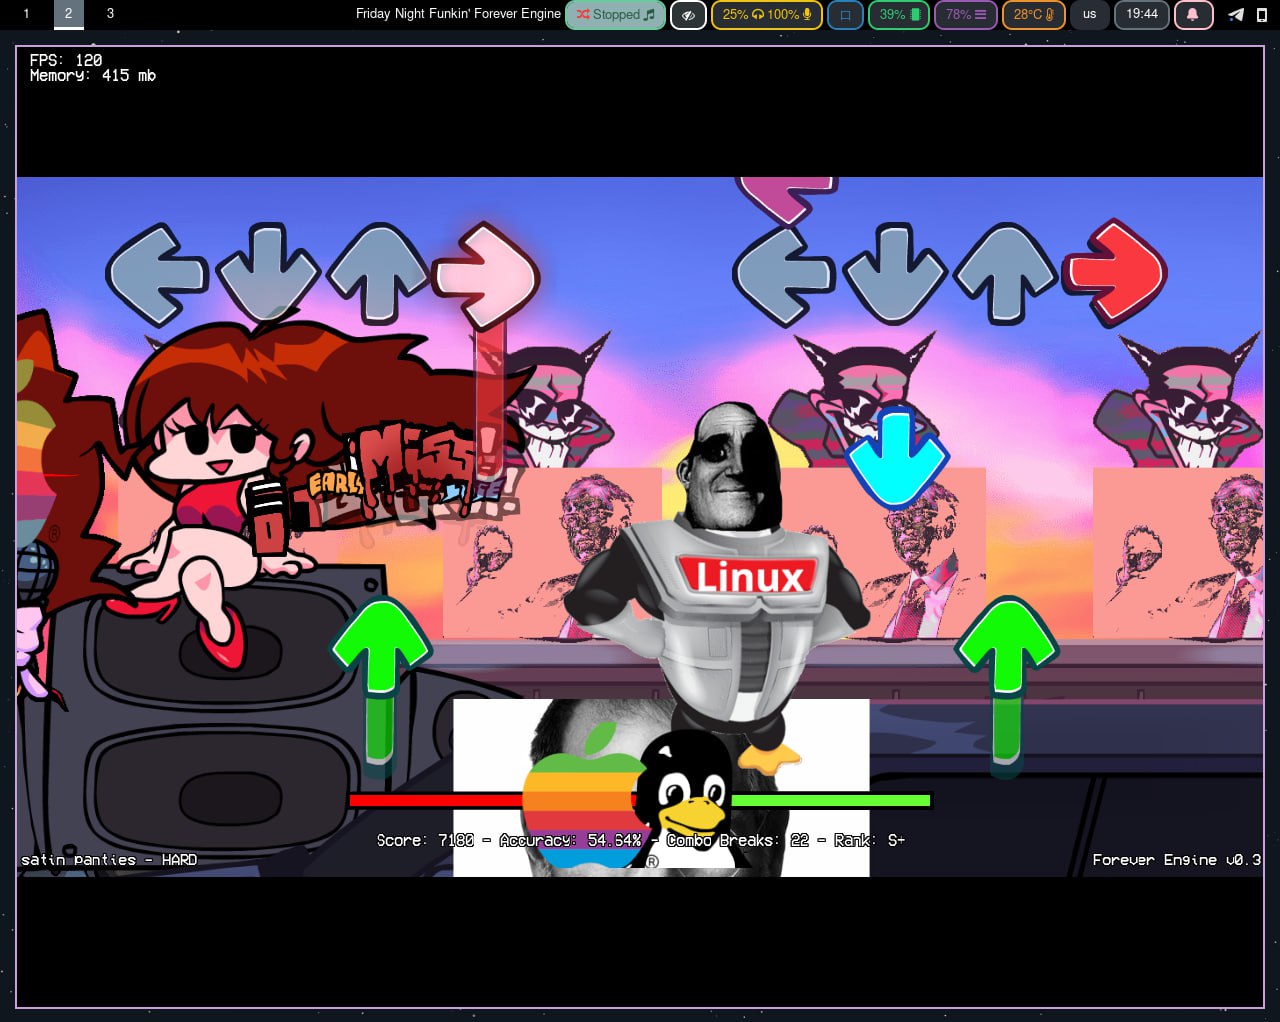 1 2 3 Friday Night Funkin' Forever Engine Stopped 25% 100% 39% 78% 28°C us 19:44
FPS: 120
Memory: 415 mb
Miss!
EARLY
Linux
Score: 7180 - Accuracy: 54.64% - Combo Breaks: 22 - Rank: S+
®
satin panties - HARD
Forever Engine v0.3